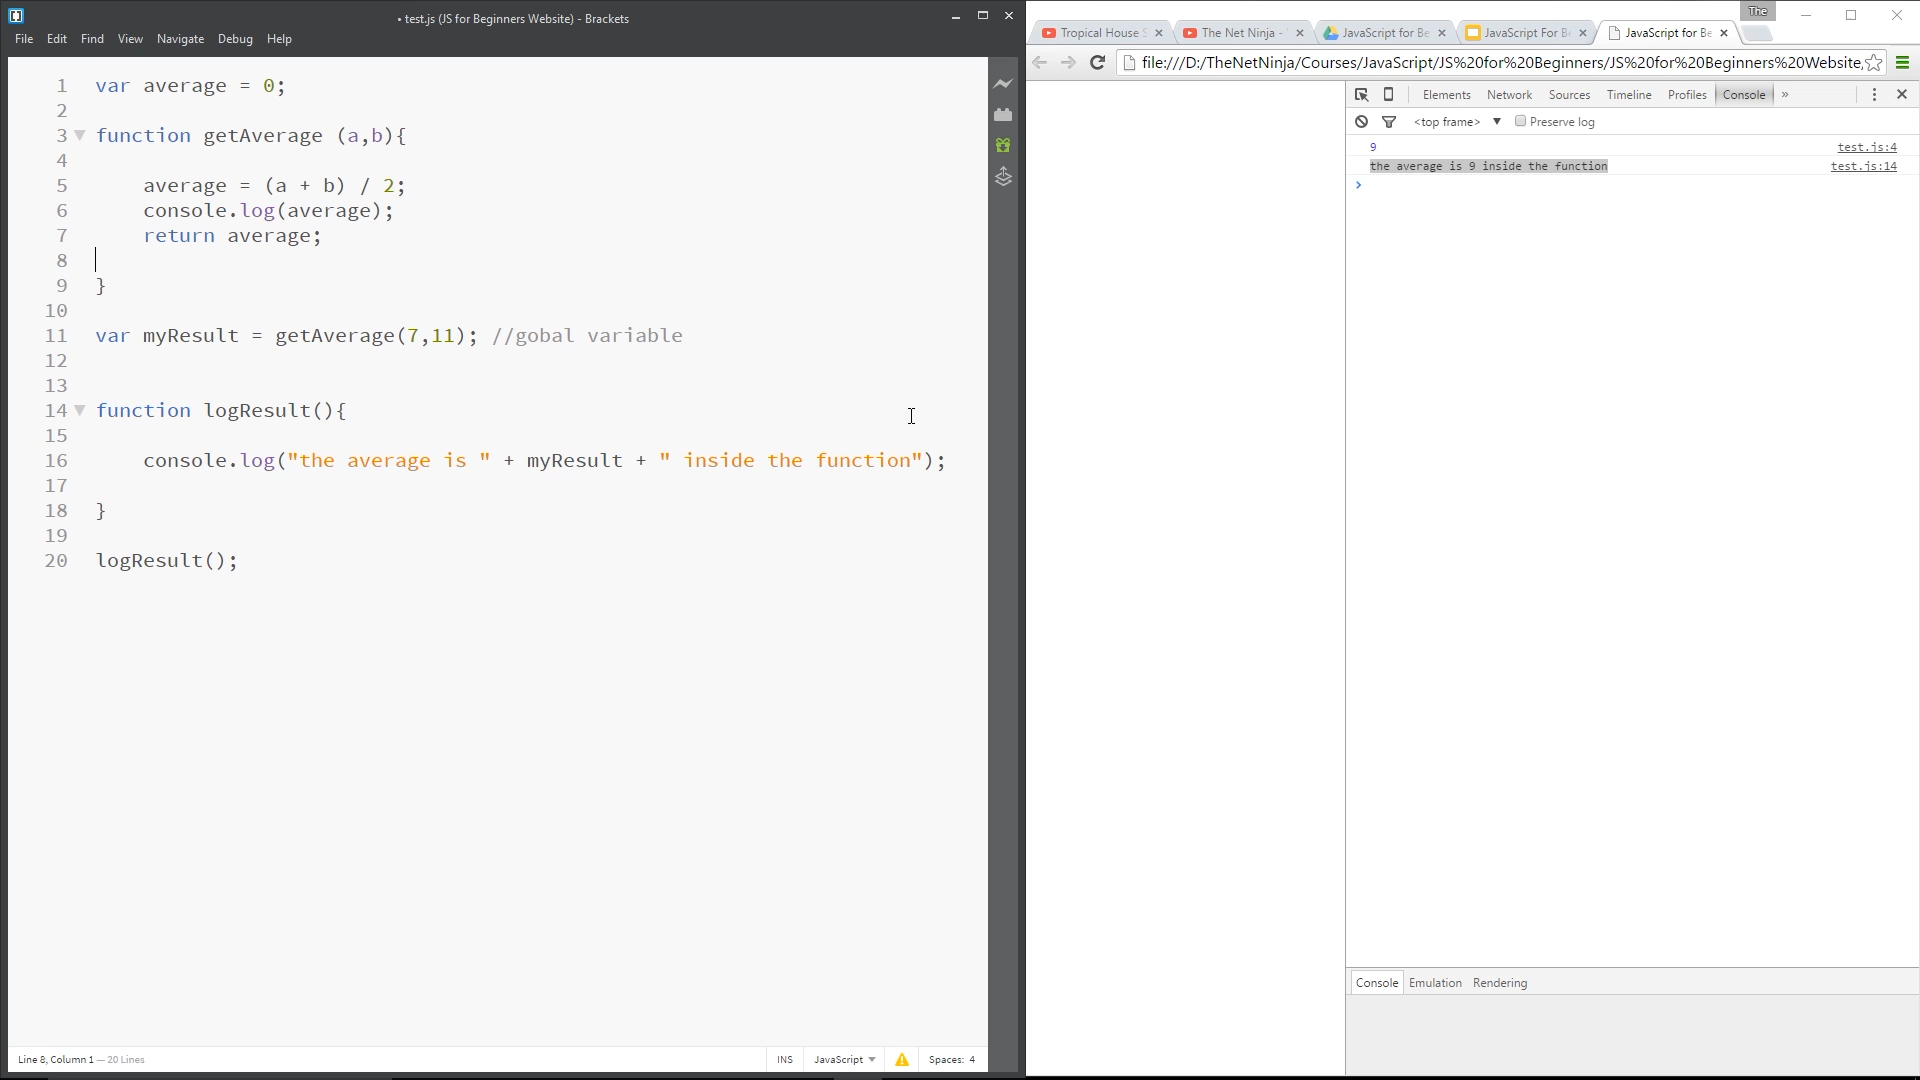 • test.js (JS for Beginners Website) - Brackets
File Edit Find View Navigate Debug Help
1 var average = 0;
2
3 function getAverage (a,b){
4
5 average = (a + b) / 2;
6 console.log(average);
7 return average;
8
9 }
10
11 var myResult = getAverage(7,11); //gobal variable
12
13
14 function logResult(){
15
16 console.log("the average is " + myResult + " inside the function");
17
18 }
19
20 logResult();
Line 8, Column 1 — 20 Lines
INS JavaScript Spaces: 4
The
Tropical House S
The Net Ninja -
JavaScript for Be
JavaScript For Be
JavaScript for Be
file:///D:/TheNetNinja/Courses/JavaScript/JS%20for%20Beginners/JS%20for%20Beginners%20Website,
Elements Network Sources Timeline Profiles Console »
<top frame> ▼ Preserve log
9 test.js:4
the average is 9 inside the function test.js:14
>
Console Emulation Rendering